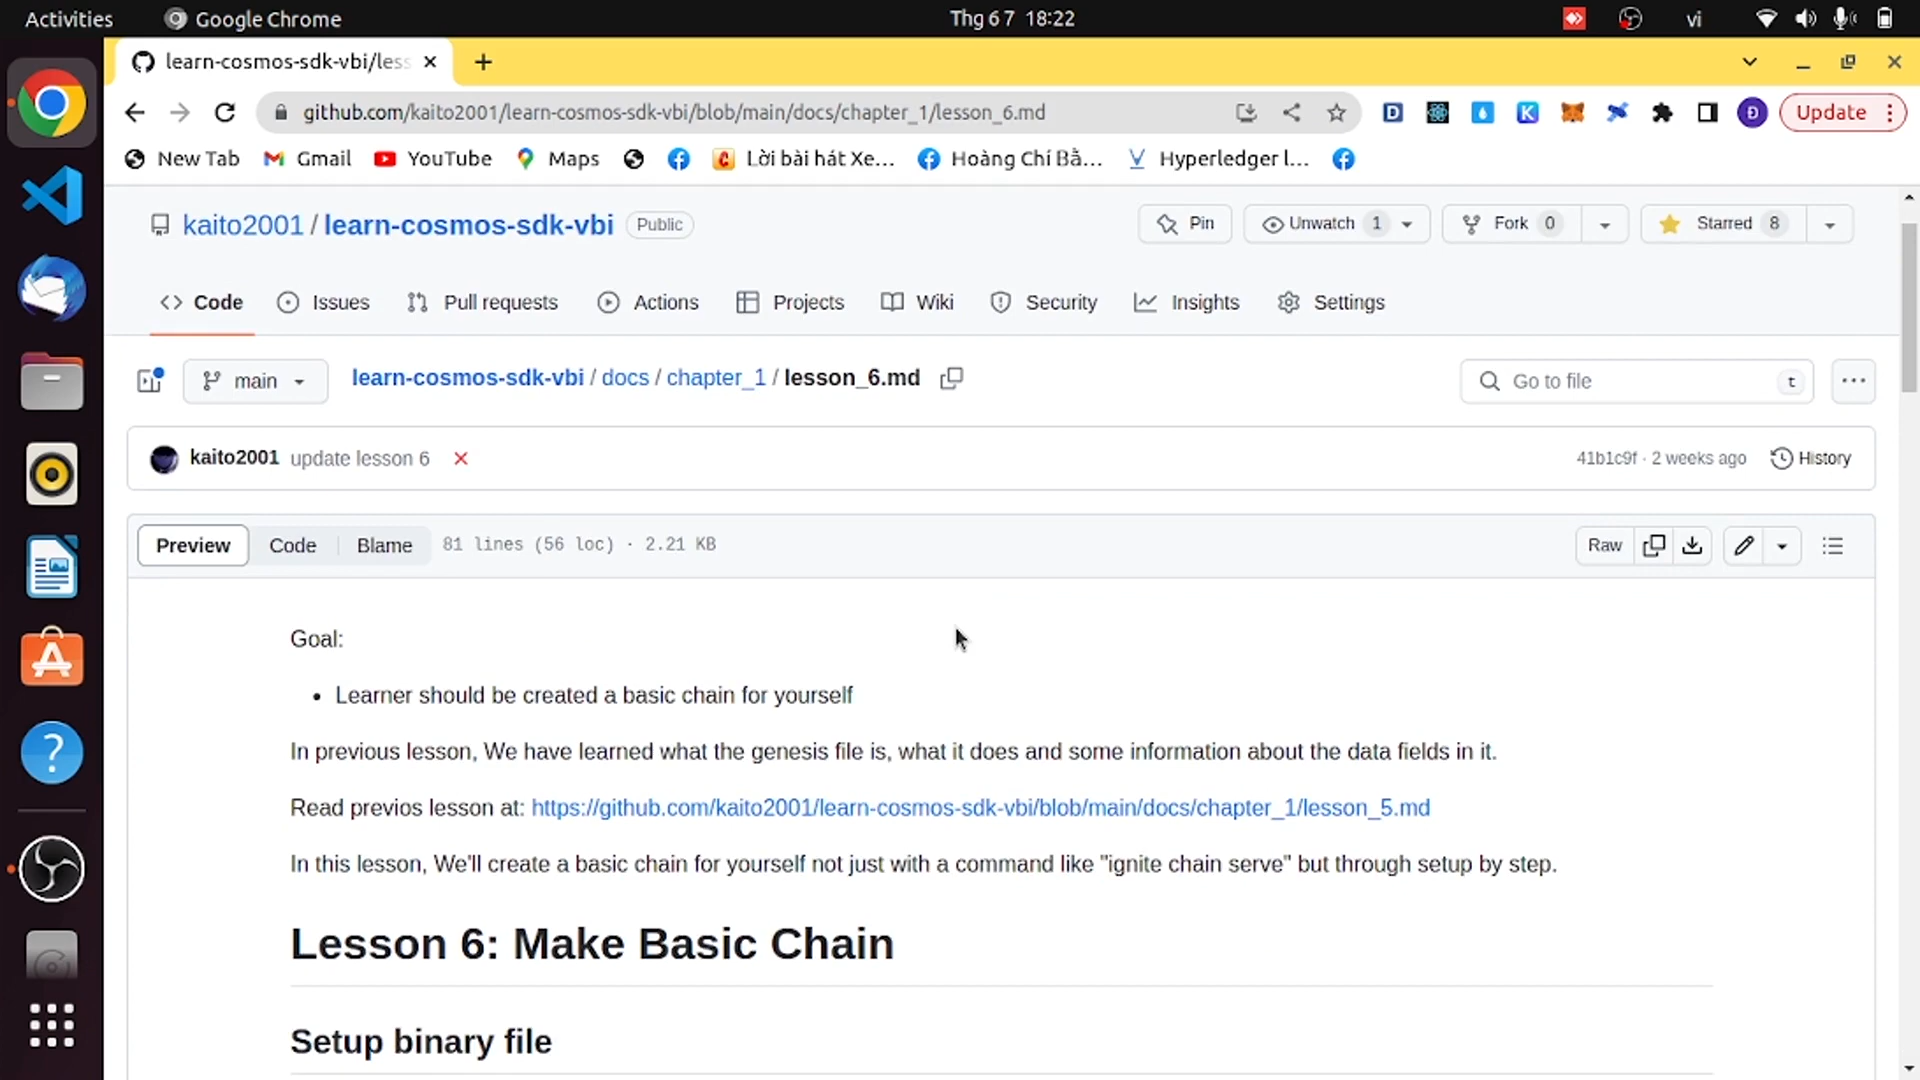 Activities Google Chrome Thg 6 7 18:22 vi
learn-cosmos-sdk-vbi/less
github.com/kaito2001/learn-cosmos-sdk-vbi/blob/main/docs/chapter_1/lesson_6.md D K Đ Update
New Tab Gmail YouTube Maps Lời bài hát Xe... Hoàng Chí Bằ... Hyperledger l...
kaito2001 / learn-cosmos-sdk-vbi Public Pin Unwatch 1 Fork 0 Starred 8
Code Issues Pull requests Actions Projects Wiki Security Insights Settings
main learn-cosmos-sdk-vbi / docs / chapter_1 / lesson_6.md Go to file t
kaito2001 update lesson 6 41b1c9f · 2 weeks ago History
Preview Code Blame 81 lines (56 loc) · 2.21 KB Raw
Goal:
• Learner should be created a basic chain for yourself
In previous lesson, We have learned what the genesis file is, what it does and some information about the data fields in it.
Read previos lesson at: https://github.com/kaito2001/learn-cosmos-sdk-vbi/blob/main/docs/chapter_1/lesson_5.md
In this lesson, We'll create a basic chain for yourself not just with a command like "ignite chain serve" but through setup by step.
Lesson 6: Make Basic Chain
Setup binary file